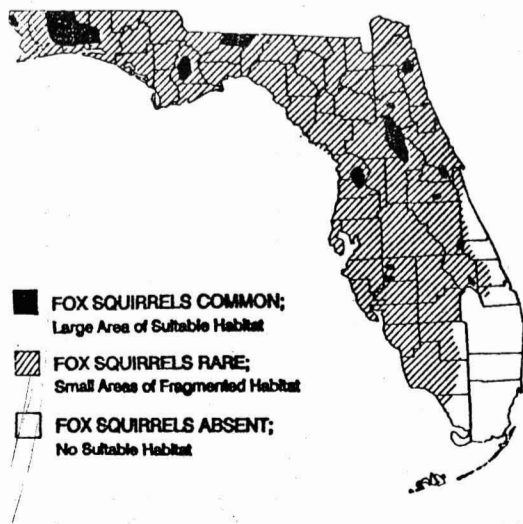 FOX SQUIRRELS COMMON;
Large Area of Suitable Habitat
FOX SQUIRRELS RARE;
Small Areas of Fragmented Habitat
FOX SQUIRRELS ABSENT;
No Suitable Habitat